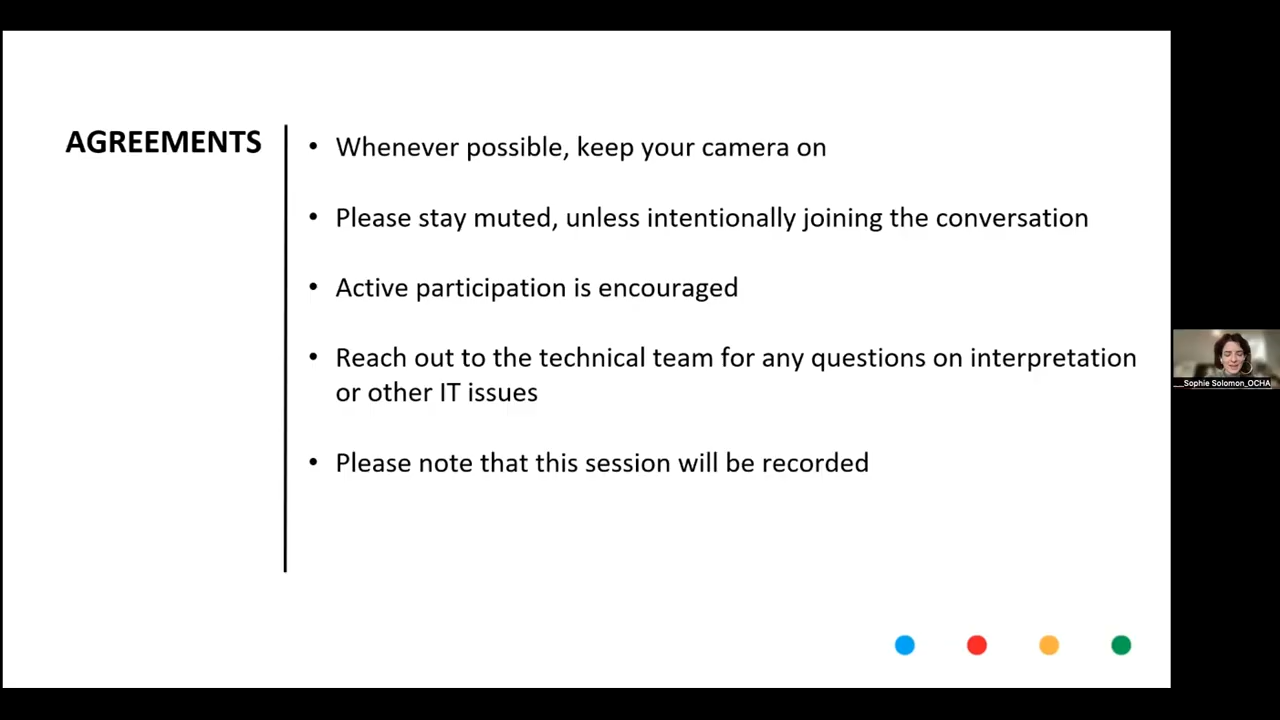 AGREEMENTS
• Whenever possible, keep your camera on
• Please stay muted, unless intentionally joining the conversation
• Active participation is encouraged
• Reach out to the technical team for any questions on interpretation
or other IT issues
• Please note that this session will be recorded
__Sophie Solomon_OCHA